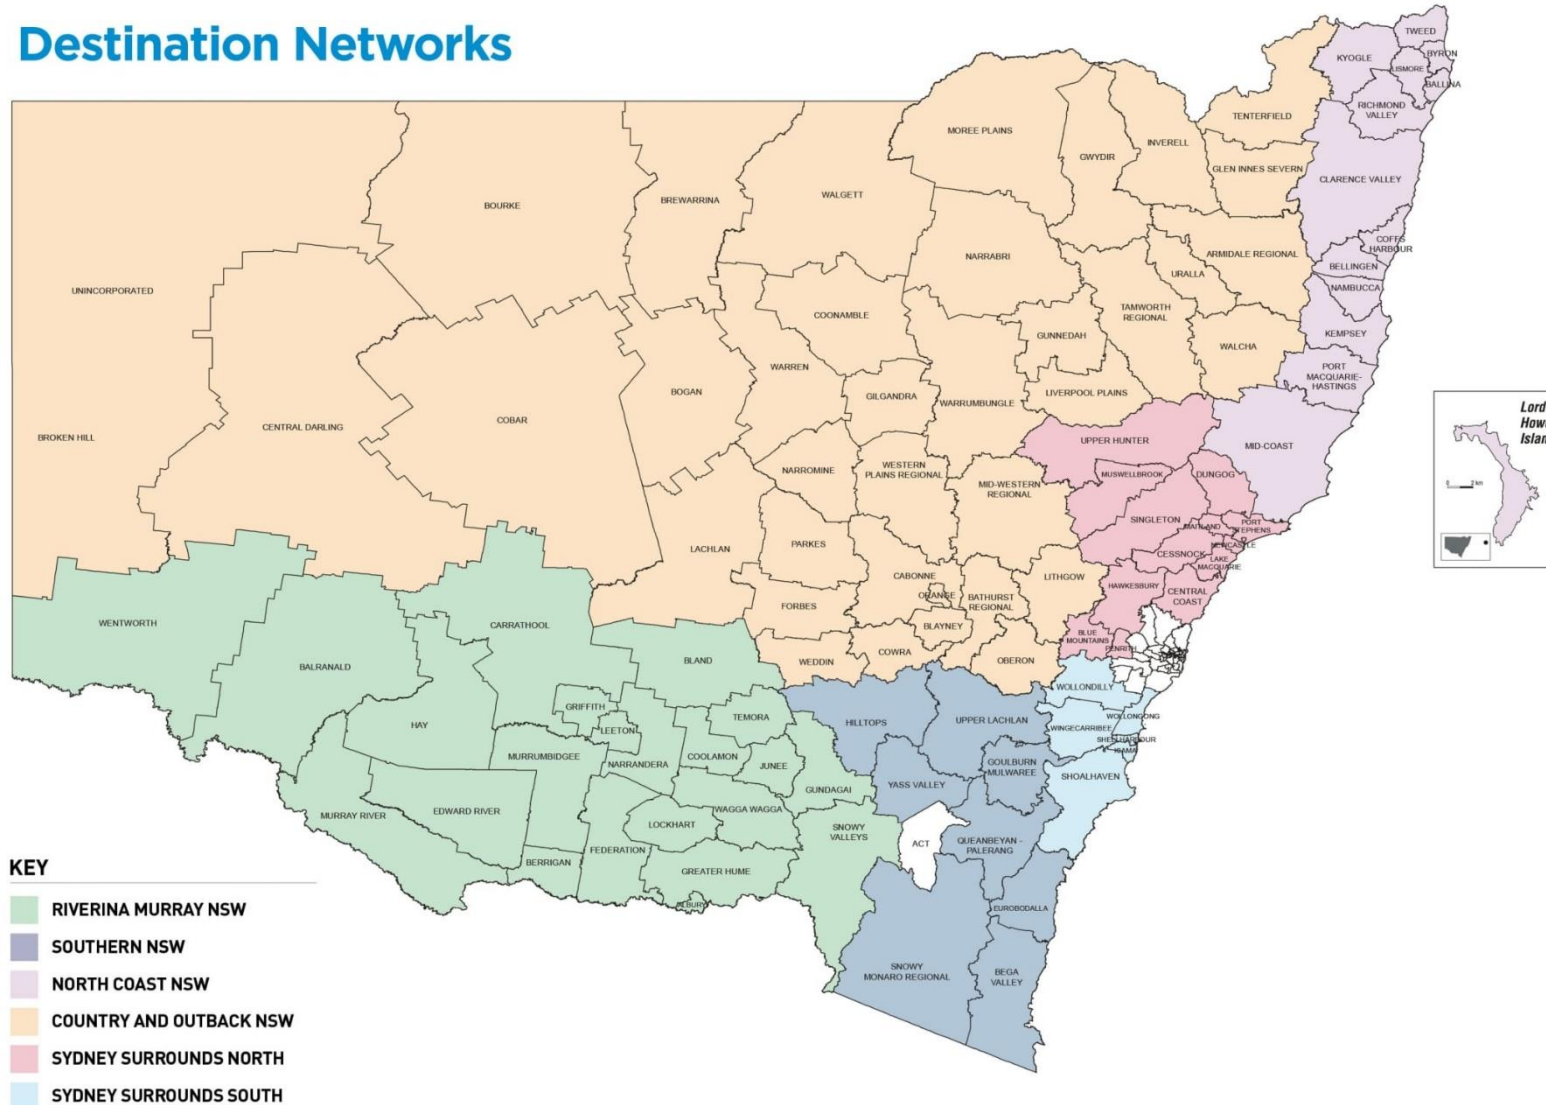 Destination Networks
TWEED
KYOGLE
BYRON
LISMORE
BALLINA
RICHMOND
VALLEY
TENTERFIELD
MOREE PLAINS
INVERELL
GWYDIR
GLEN INNES SEVERN
CLARENCE VALLEY
BOURKE
BREWARRINA
WALGETT
COFFS
HARBOUR
ARMIDALE REGIONAL
NARRABRI
BELLINGEN
URALLA
NAMBUCCA
UNINCORPORATED
TAMWORTH
REGIONAL
COONAMBLE
GUNNEDAH
KEMPSEY
WALCHA
WARREN
PORT
MACQUARIE-
HASTINGS
BOGAN
GILGANDRA
LIVERPOOL PLAINS
WARRUMBUNGLE
COBAR
CENTRAL DARLING
BROKEN HILL
UPPER HUNTER
MID-COAST
Lord
How
Islan
0 2 km
NARROMINE
WESTERN
PLAINS REGIONAL
MUSWELLBROOK
DUNGOG
MID-WESTERN
REGIONAL
SINGLETON
MAITLAND
PORT
STEPHENS
PARKES
LACHLAN
NEWCASTLE
CESSNOCK
LAKE
MACQUARIE
CABONNE
LITHGOW
HAWKESBURY
CENTRAL
COAST
ORANGE
BATHURST
REGIONAL
FORBES
BLAYNEY
WENTWORTH
CARRATHOOL
BLUE
MOUNTAINS
PENRITH
BALRANALD
BLAND
WEDDIN
COWRA
OBERON
WOLLONDILLY
GRIFFITH
TEMORA
HILLTOPS
UPPER LACHLAN
WOLLONGONG
HAY
LEETON
WINGECARRIBEE
SHELLHARBOUR
KIAMA
MURRUMBIDGEE
NARRANDERA
COOLAMON
JUNEE
GOULBURN
MULWAREE
SHOALHAVEN
YASS VALLEY
GUNDAGAI
MURRAY RIVER
EDWARD RIVER
LOCKHART
WAGGA WAGGA
SNOWY
VALLEYS
ACT
QUEANBEYAN -
PALERANG
BERRIGAN
FEDERATION
GREATER HUME
ALBURY
EUROBODALLA
SNOWY
MONARO REGIONAL
BEGA
VALLEY
KEY
RIVERINA MURRAY NSW
SOUTHERN NSW
NORTH COAST NSW
COUNTRY AND OUTBACK NSW
SYDNEY SURROUNDS NORTH
SYDNEY SURROUNDS SOUTH